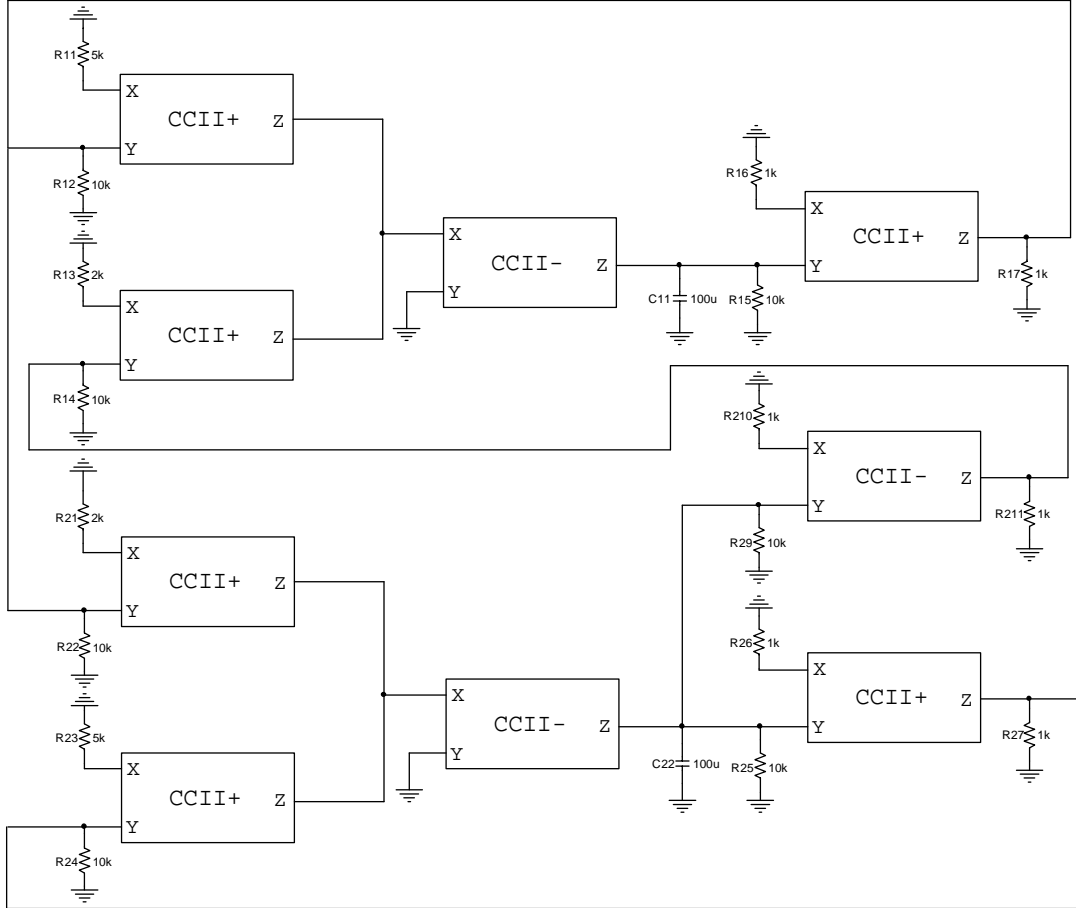 R11 5k
X
CCII+
Z
Y
R12 10k
R13 2k
X
CCII+
Z
Y
R14 10k
X
CCII-
Z
Y
C11 100u
R15 10k
R16 1k
X
CCII+
Z
Y
R17 1k
R210 1k
X
CCII-
Z
Y
R29 10k
R211 1k
R21 2k
X
CCII+
Z
Y
R22 10k
R23 5k
X
CCII+
Z
Y
R24 10k
X
CCII-
Z
Y
C22 100u
R25 10k
R26 1k
X
CCII+
Z
Y
R27 1k